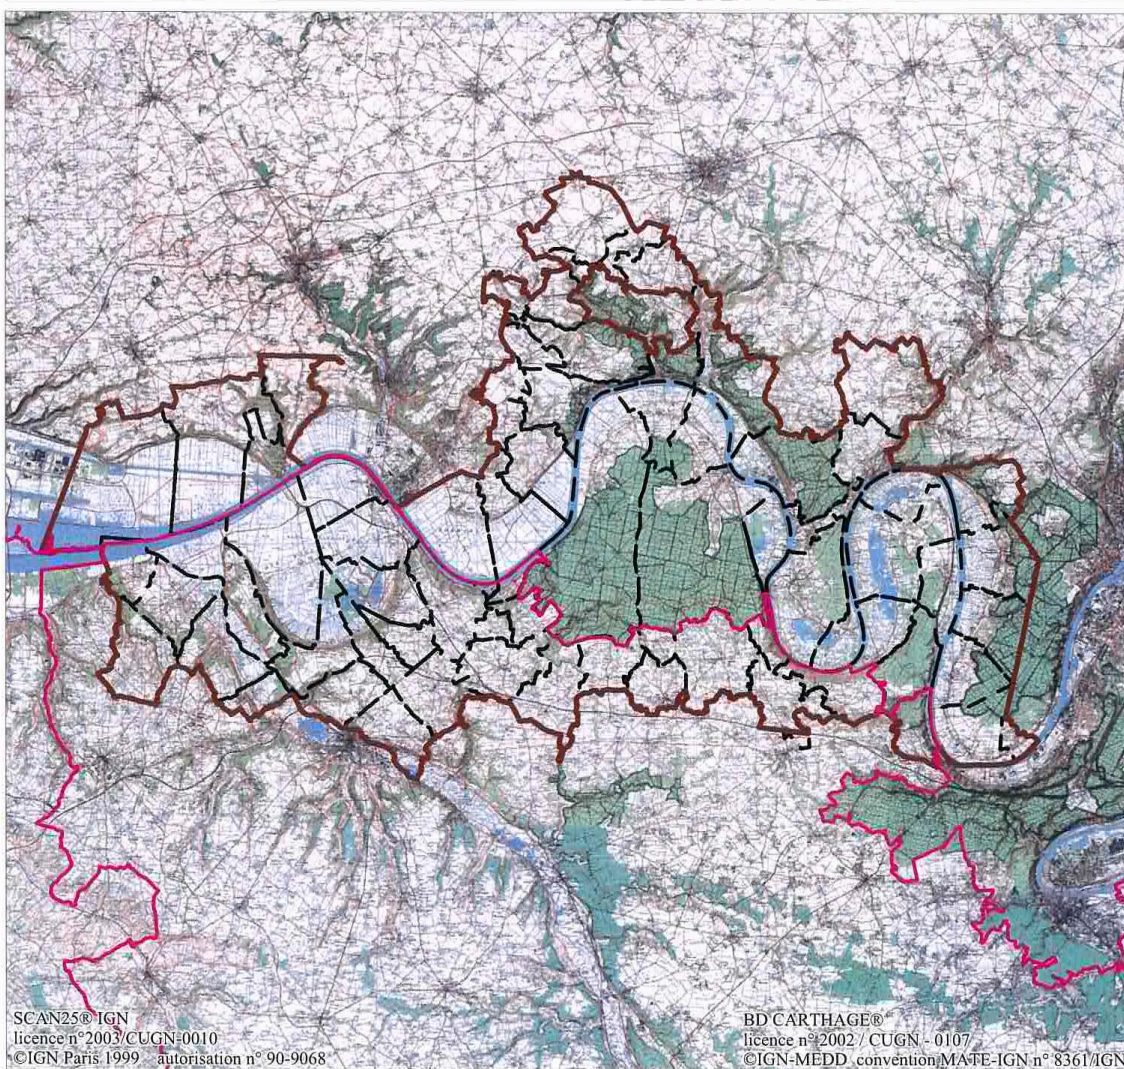 SCAN25® IGN
licence n°2003/CUGN-0010
©IGN Paris 1999 autorisation n° 90-9068
BD CARTHAGE®
licence n° 2002 / CUGN - 0107
©IGN-MEDD convention MATE-IGN n° 8361/IGN